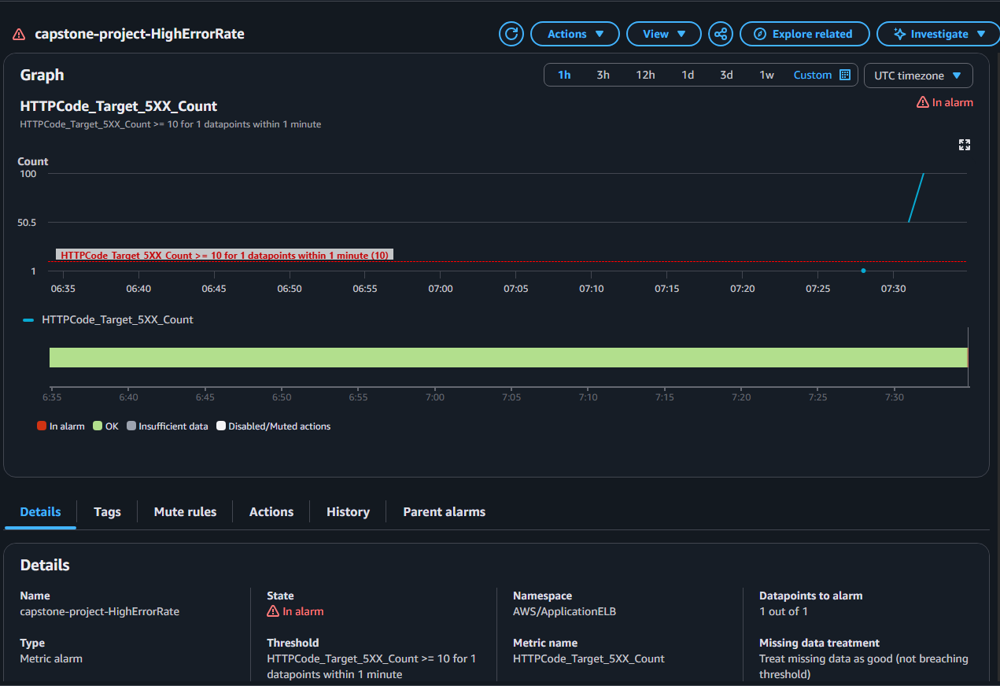 capstone-project-HighErrorRate
Actions
View
Explore related
Investigate
Graph
1h 3h 12h 1d 3d 1w Custom
UTC timezone
HTTPCode_Target_5XX_Count
In alarm
HTTPCode_Target_5XX_Count >= 10 for 1 datapoints within 1 minute
Count
100
50.5
HTTPCode_Target_5XX_Count >= 10 for 1 datapoints within 1 minute (10)
1
06:35 06:40 06:45 06:50 06:55 07:00 07:05 07:10 07:15 07:20 07:25 07:30
HTTPCode_Target_5XX_Count
6:35 6:40 6:45 6:50 6:55 7:00 7:05 7:10 7:15 7:20 7:25 7:30
In alarm OK Insufficient data Disabled/Muted actions
Details Tags Mute rules Actions History Parent alarms
Details
Name
capstone-project-HighErrorRate
Type
Metric alarm
State
In alarm
Threshold
HTTPCode_Target_5XX_Count >= 10 for 1
datapoints within 1 minute
Namespace
AWS/ApplicationELB
Metric name
HTTPCode_Target_5XX_Count
Datapoints to alarm
1 out of 1
Missing data treatment
Treat missing data as good (not breaching
threshold)